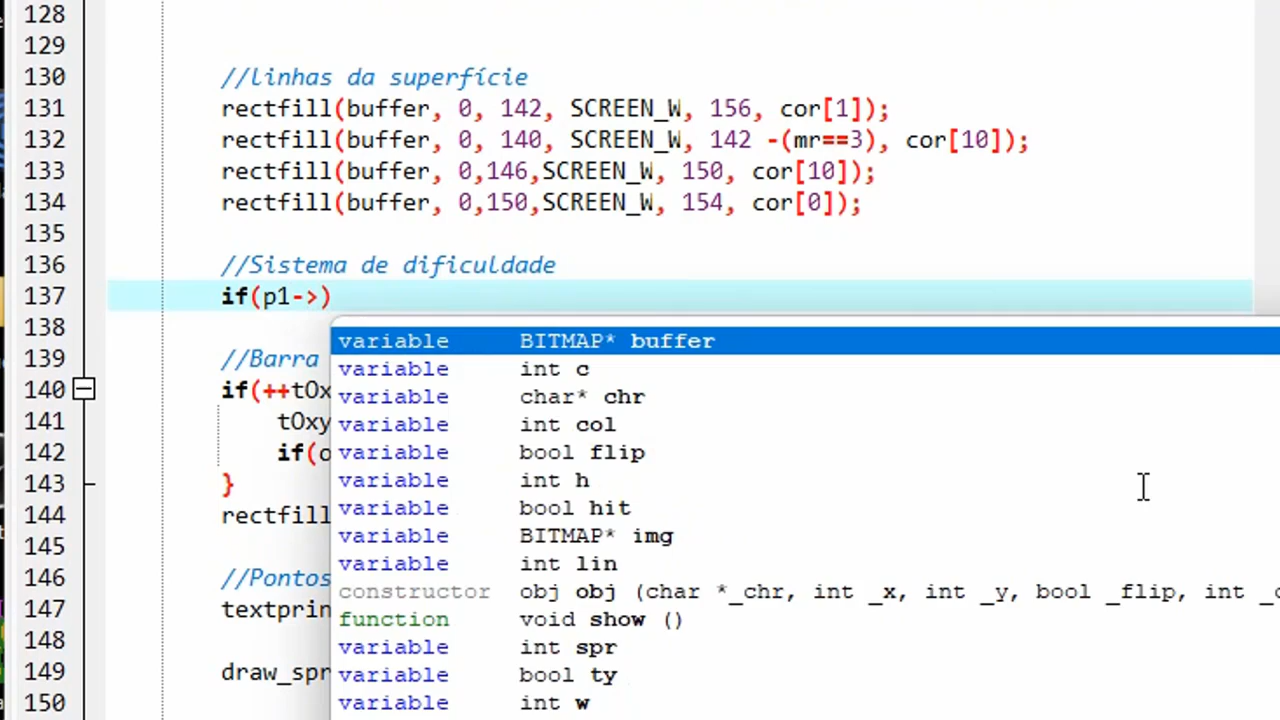 128
129
130 //linhas da superfície
131 rectfill(buffer, 0, 142, SCREEN_W, 156, cor[1]);
132 rectfill(buffer, 0, 140, SCREEN_W, 142 -(mr==3), cor[10]);
133 rectfill(buffer, 0,146,SCREEN_W, 150, cor[10]);
134 rectfill(buffer, 0,150,SCREEN_W, 154, cor[0]);
135
136 //Sistema de dificuldade
137 if(p1->)
138
variable BITMAP* buffer
139 //Barra
variable int c
140 if(++tOx
variable char* chr
141 tOxy
variable int col
142 if(o
variable bool flip
143 }
variable int h
144 rectfill
variable bool hit
145
variable BITMAP* img
146 //Pontos
variable int lin
147 textprin
constructor obj obj (char *_chr, int _x, int _y, bool _flip, int _c
148
function void show ()
149 draw_spr
variable int spr
150
variable bool ty
variable int w